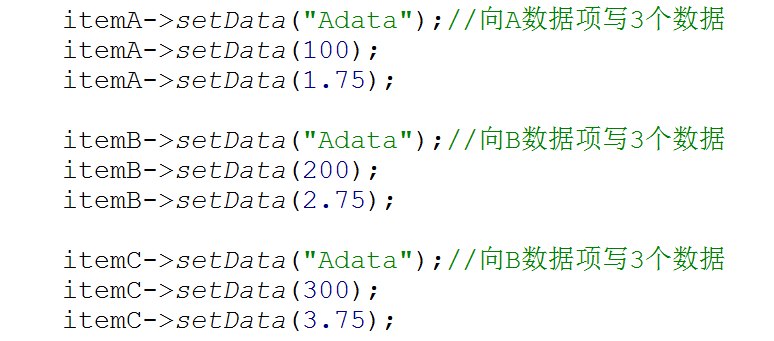 itemA->setData("Adata");//向A数据项写3个数据
itemA->setData(100);
itemA->setData(1.75);
itemB->setData("Adata");//向B数据项写3个数据
itemB->setData(200);
itemB->setData(2.75);
itemC->setData("Adata");//向B数据项写3个数据
itemC->setData(300);
itemC->setData(3.75);